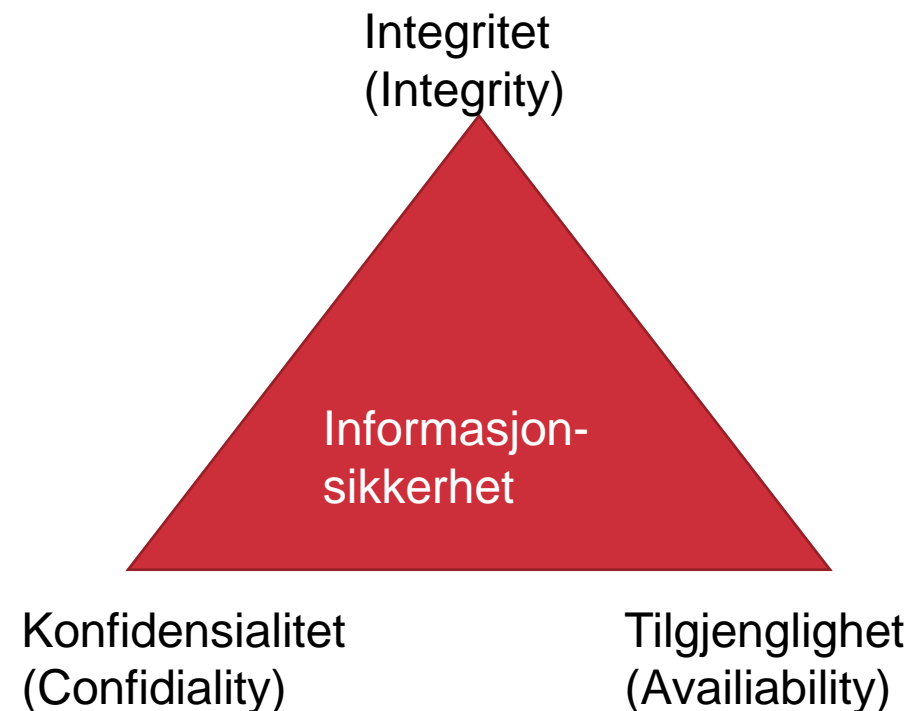 Integritet
(Integrity)
Informasjon-
sikkerhet
Konfidensialitet
(Confidiality)
Tilgjenglighet
(Availiability)